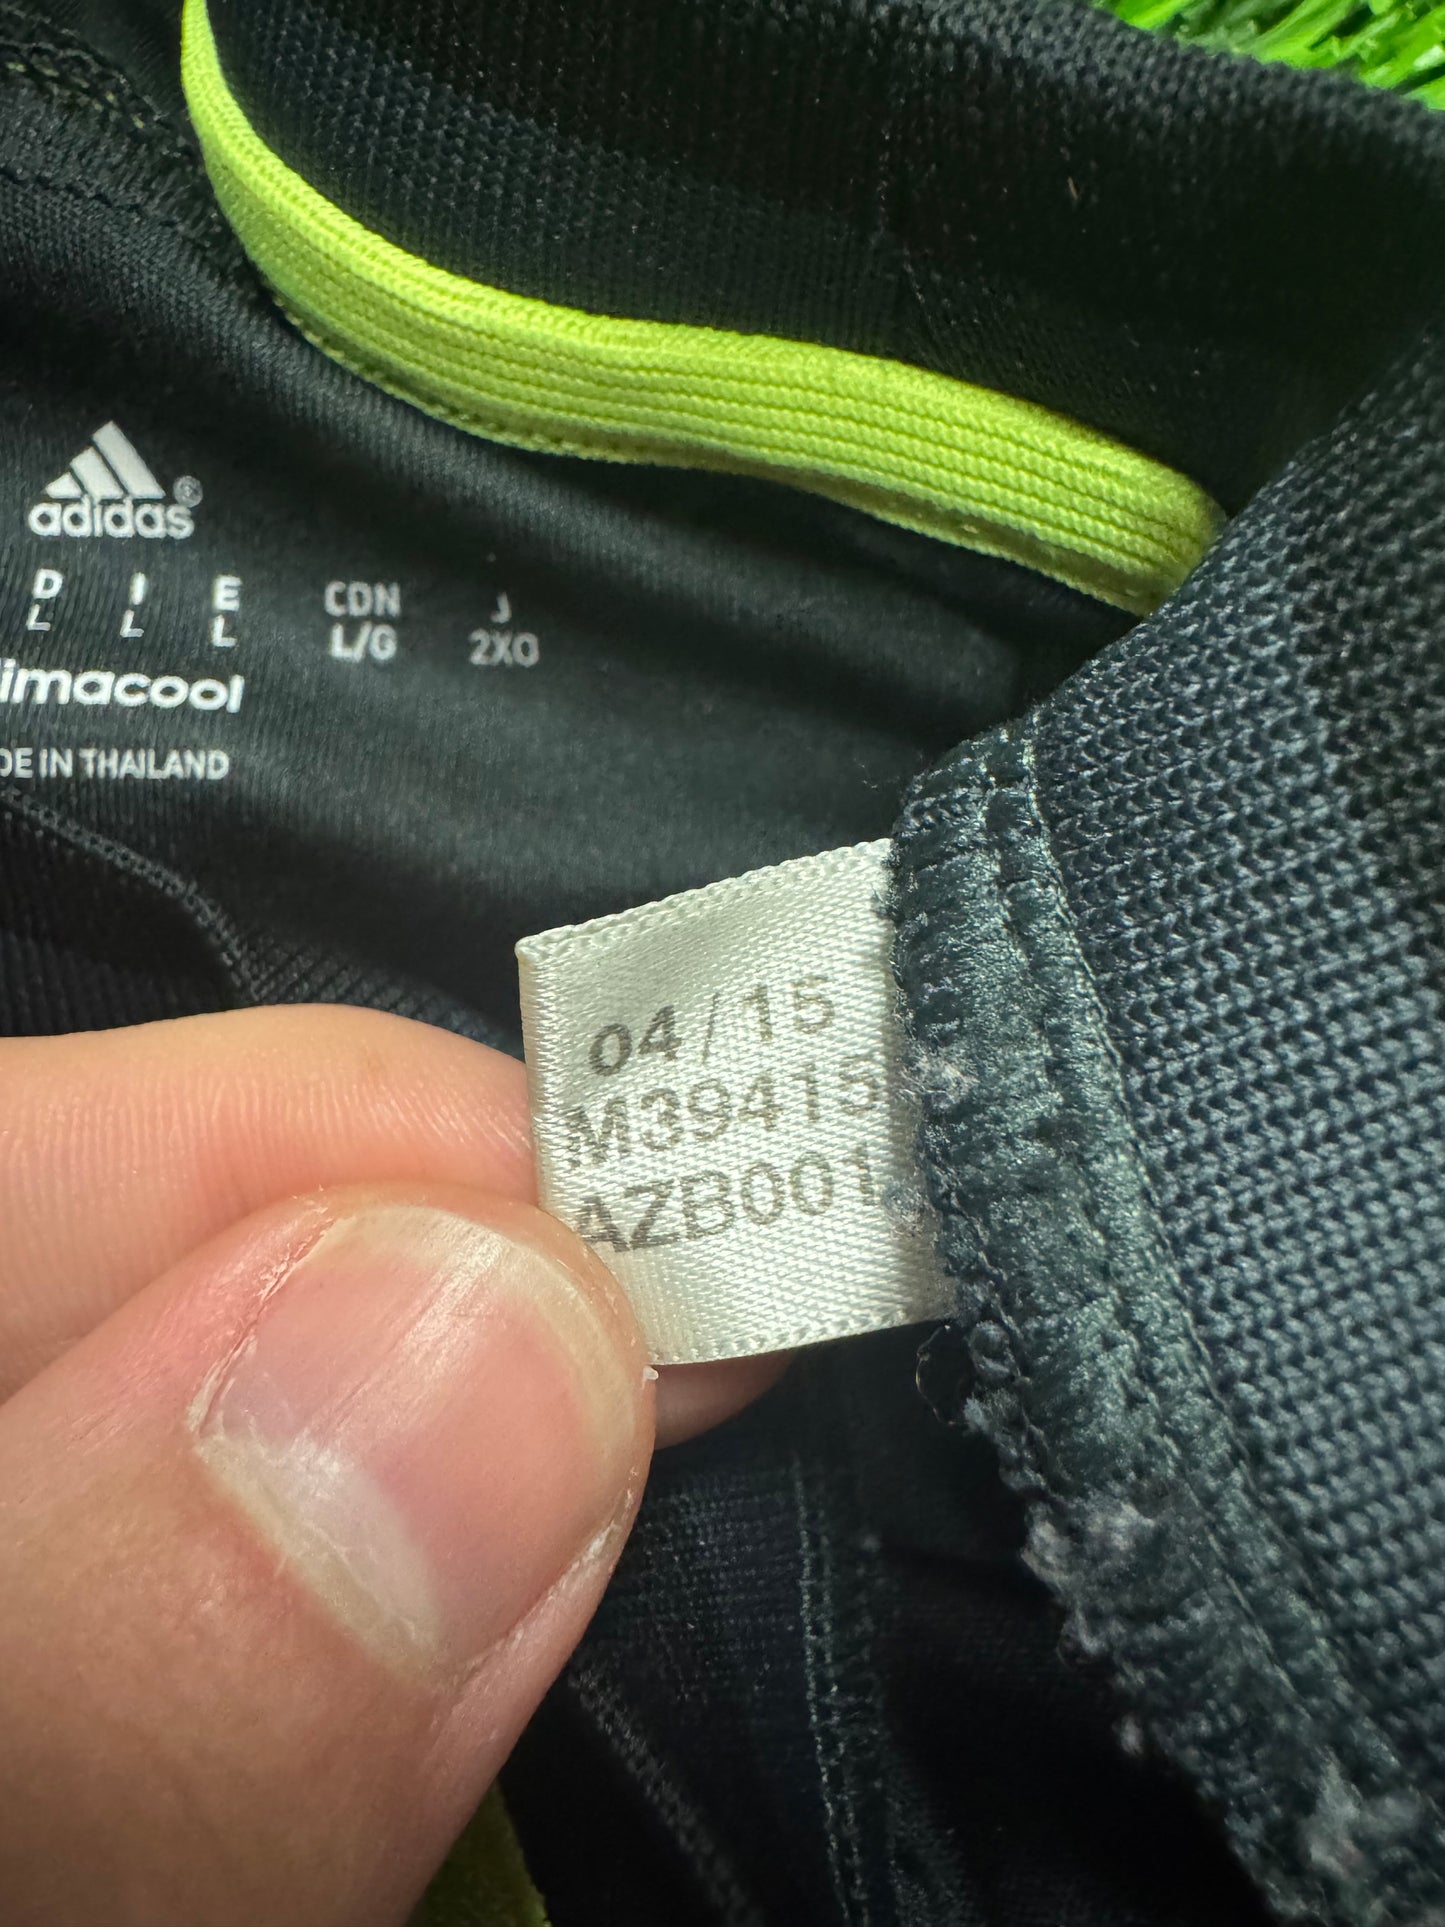 adidas®
D I E CDN J
L L L L/G 2XO
imacool
DE IN THAILAND
04/15
M39415
AZB001